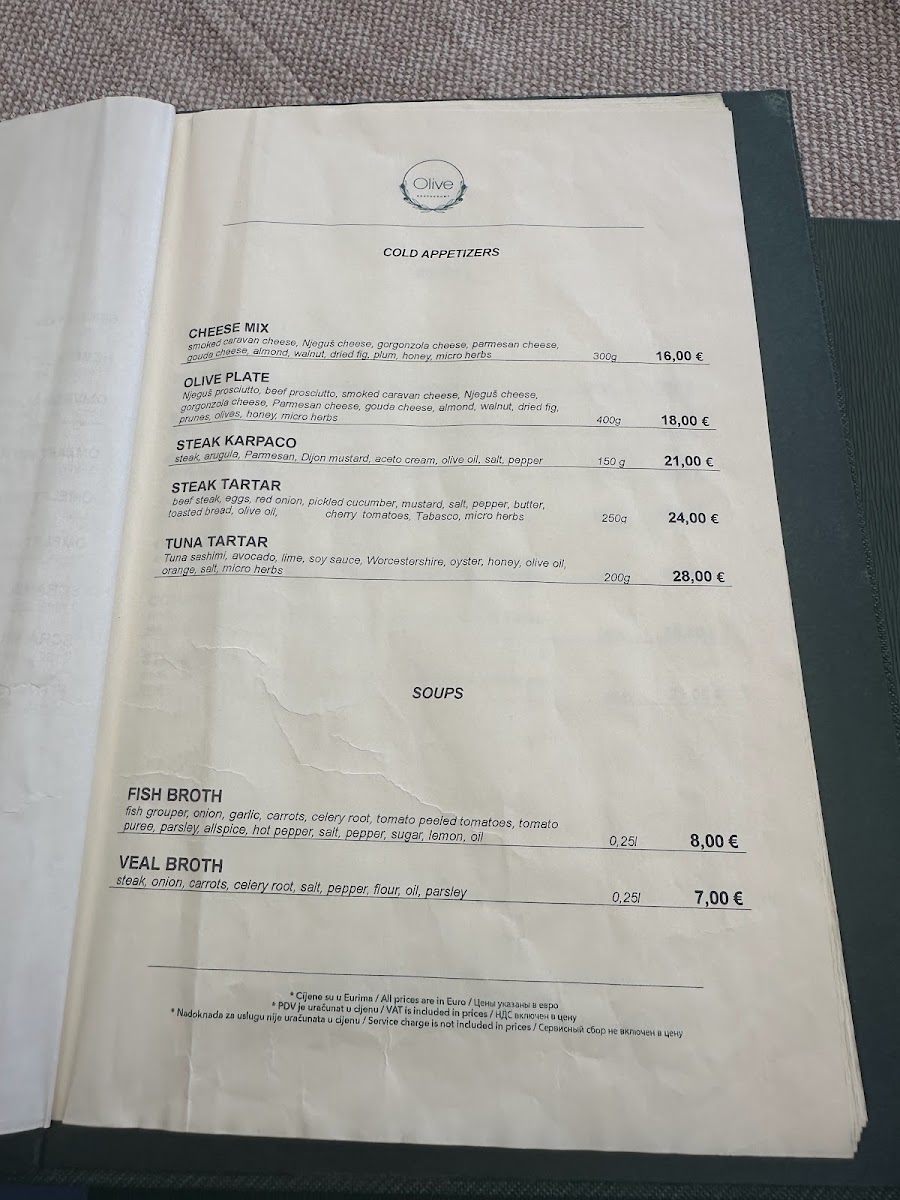 Olive
COLD APPETIZERS
CHEESE MIX
smoked caravan cheese, Njeguš cheese, gorgonzola cheese, parmesan cheese,
gouda cheese, almond, walnut, dried fig, plum, honey, micro herbs 300g 16,00 €
OLIVE PLATE
Njeguš prosciutto, beef prosciutto, smoked caravan cheese, Njeguš cheese,
gorgonzola cheese, Parmesan cheese, gouda cheese, almond, walnut, dried fig,
prunes, olives, honey, micro herbs 400g 18,00 €
STEAK KARPACO
steak, arugula, Parmesan, Dijon mustard, aceto cream, olive oil, salt, pepper 150 g 21,00 €
STEAK TARTAR
beef steak, eggs, red onion, pickled cucumber, mustard, salt, pepper, butter,
toasted bread, olive oil, cherry tomatoes, Tabasco, micro herbs 250g 24,00 €
TUNA TARTAR
Tuna sashimi, avocado, lime, soy sauce, Worcestershire, oyster, honey, olive oil,
orange, salt, micro herbs 200g 28,00 €
SOUPS
FISH BROTH
fish grouper, onion, garlic, carrots, celery root, tomato peeled tomatoes, tomato
puree, parsley, allspice, hot pepper, salt, pepper, sugar, lemon, oil 0,25l 8,00 €
VEAL BROTH
steak, onion, carrots, celery root, salt, pepper, flour, oil, parsley 0,25l 7,00 €
* Cijene su u Eurima / All prices are in Euro / Цены указаны в евро
* PDV je uračunat u cijenu / VAT is included in prices / НДС включен в цену
* Nadoknada za uslugu nije uračunata u cijenu / Service charge is not included in prices / Сервисный сбор не включен в цену